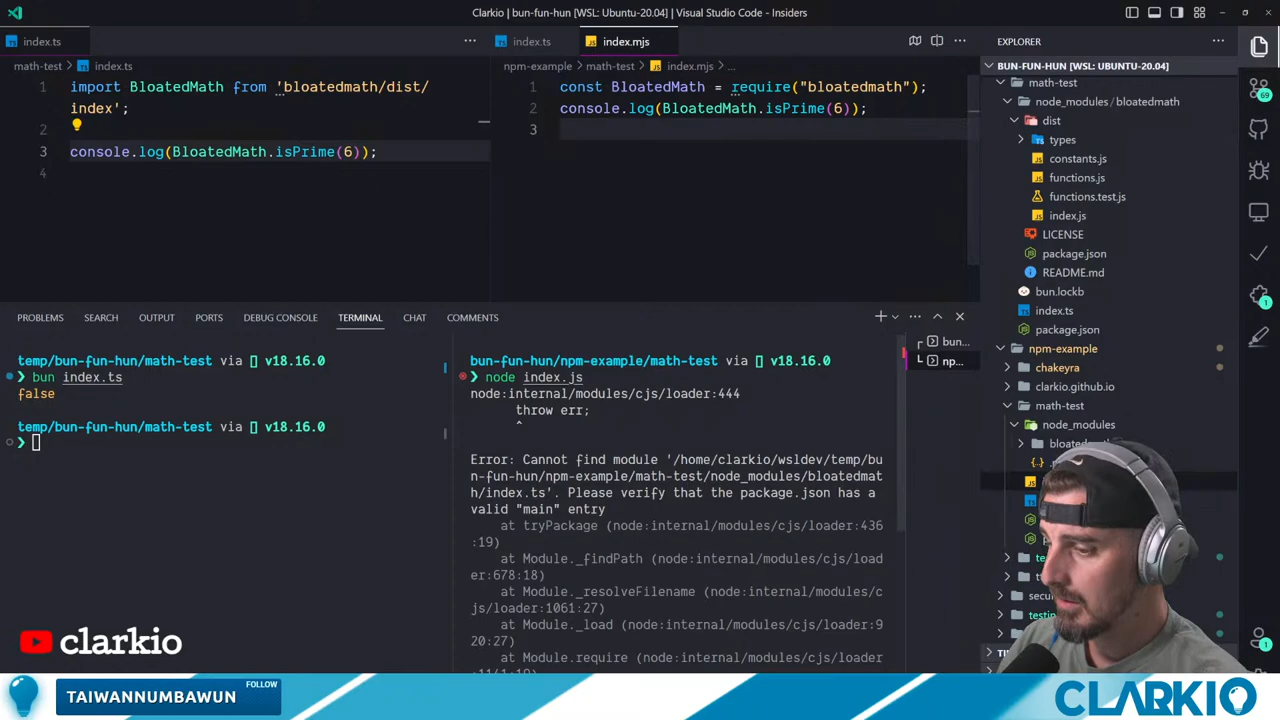 Clarkio | bun-fun-hun [WSL: Ubuntu-20.04] | Visual Studio Code - Insiders
index.ts
math-test > index.ts
1 import BloatedMath from 'bloatedmath/dist/
index';
2
3 console.log(BloatedMath.isPrime(6));
4
index.ts
index.mjs
npm-example > math-test > index.mjs > ...
1 const BloatedMath = require("bloatedmath");
2 console.log(BloatedMath.isPrime(6));
3
EXPLORER
BUN-FUN-HUN [WSL: UBUNTU-20.04]
math-test
node_modules / bloatedmath
dist
types
constants.js
functions.js
functions.test.js
index.js
LICENSE
package.json
README.md
bun.lockb
index.ts
package.json
npm-example
chakeyra
clarkio.github.io
math-test
node_modules
69
1
1
PROBLEMS SEARCH OUTPUT PORTS DEBUG CONSOLE TERMINAL CHAT COMMENTS
temp/bun-fun-hun/math-test via [] v18.16.0
❯ bun index.ts
false
temp/bun-fun-hun/math-test via [] v18.16.0
❯
bun-fun-hun/npm-example/math-test via [] v18.16.0
❯ node index.js
node:internal/modules/cjs/loader:444
throw err;
^
Error: Cannot find module '/home/clarkio/wsldev/temp/bu
n-fun-hun/npm-example/math-test/node_modules/bloatedmat
h/index.ts'. Please verify that the package.json has a
valid "main" entry
at tryPackage (node:internal/modules/cjs/loader:436
:19)
at Module._findPath (node:internal/modules/cjs/load
er:678:18)
at Module._resolveFilename (node:internal/modules/c
js/loader:1061:27)
at Module._load (node:internal/modules/cjs/loader:9
20:27)
at Module.require (node:internal/modules/cjs/loader
bun...
np...
clarkio
TAIWANNUMBAWUN
FOLLOW
CLARKIO